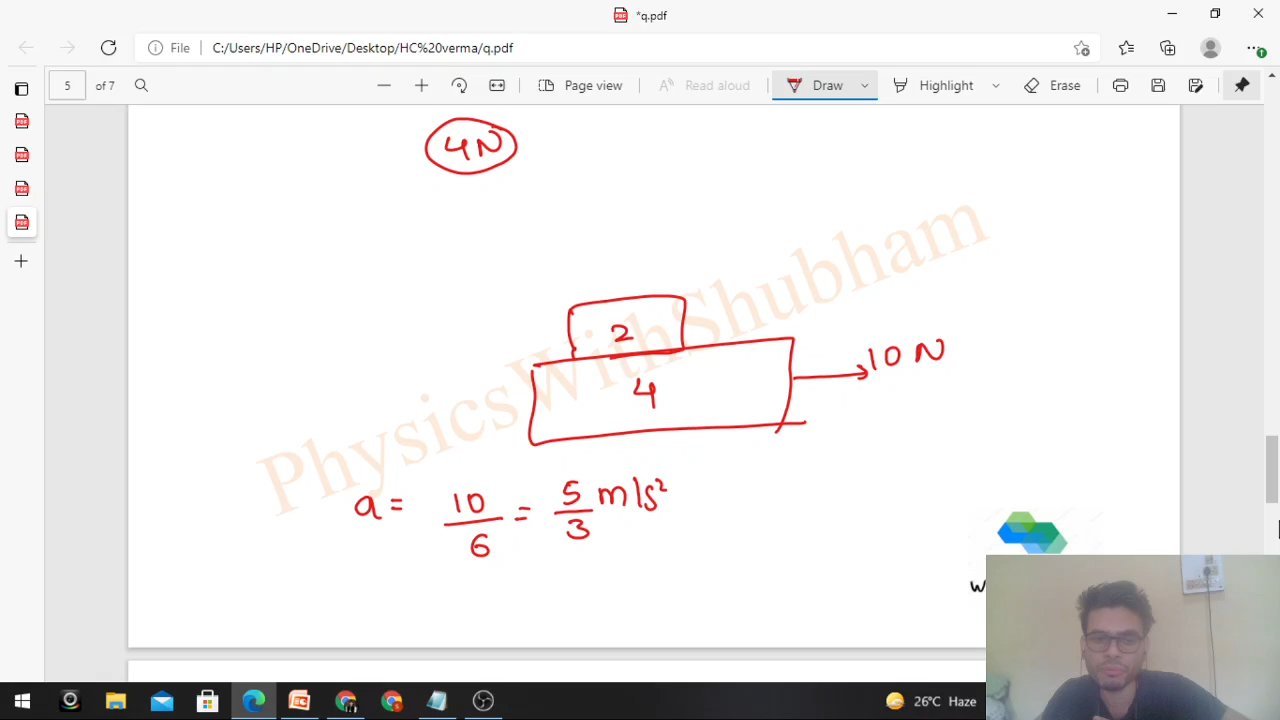 *q.pdf
File C:/Users/HP/OneDrive/Desktop/HC%20verma/q.pdf
5 of 7 Page view Read aloud Draw Highlight Erase
4N
PhysicsWithShubham
2
4
10 N
a = 10/6 = 5/3 m/s²
26°C Haze